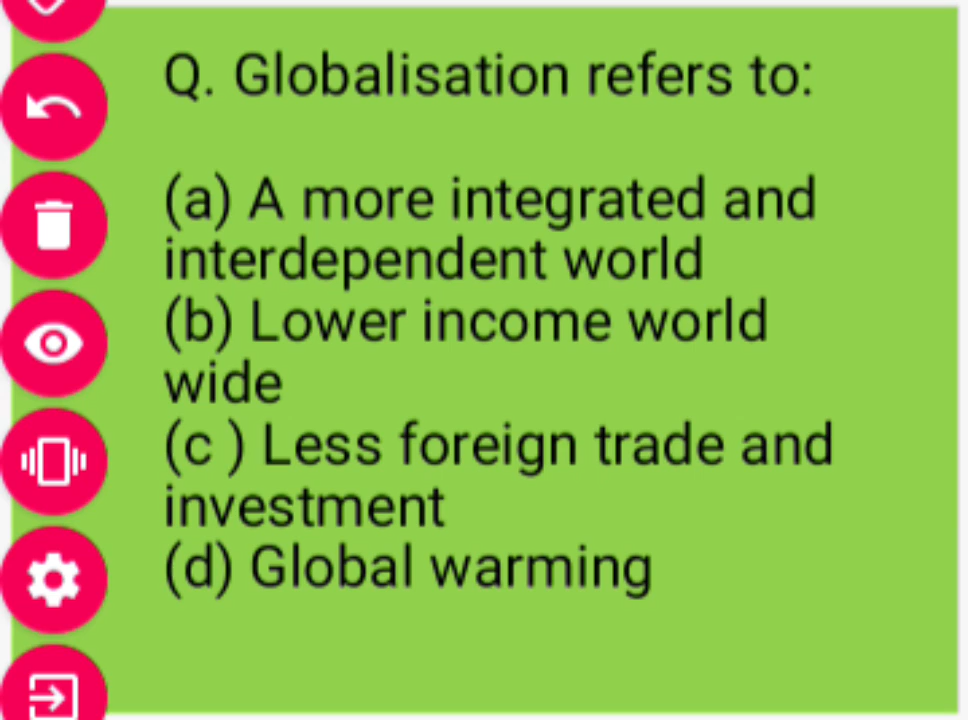 Q. Globalisation refers to:
(a) A more integrated and
interdependent world
(b) Lower income world
wide
(c ) Less foreign trade and
investment
(d) Global warming